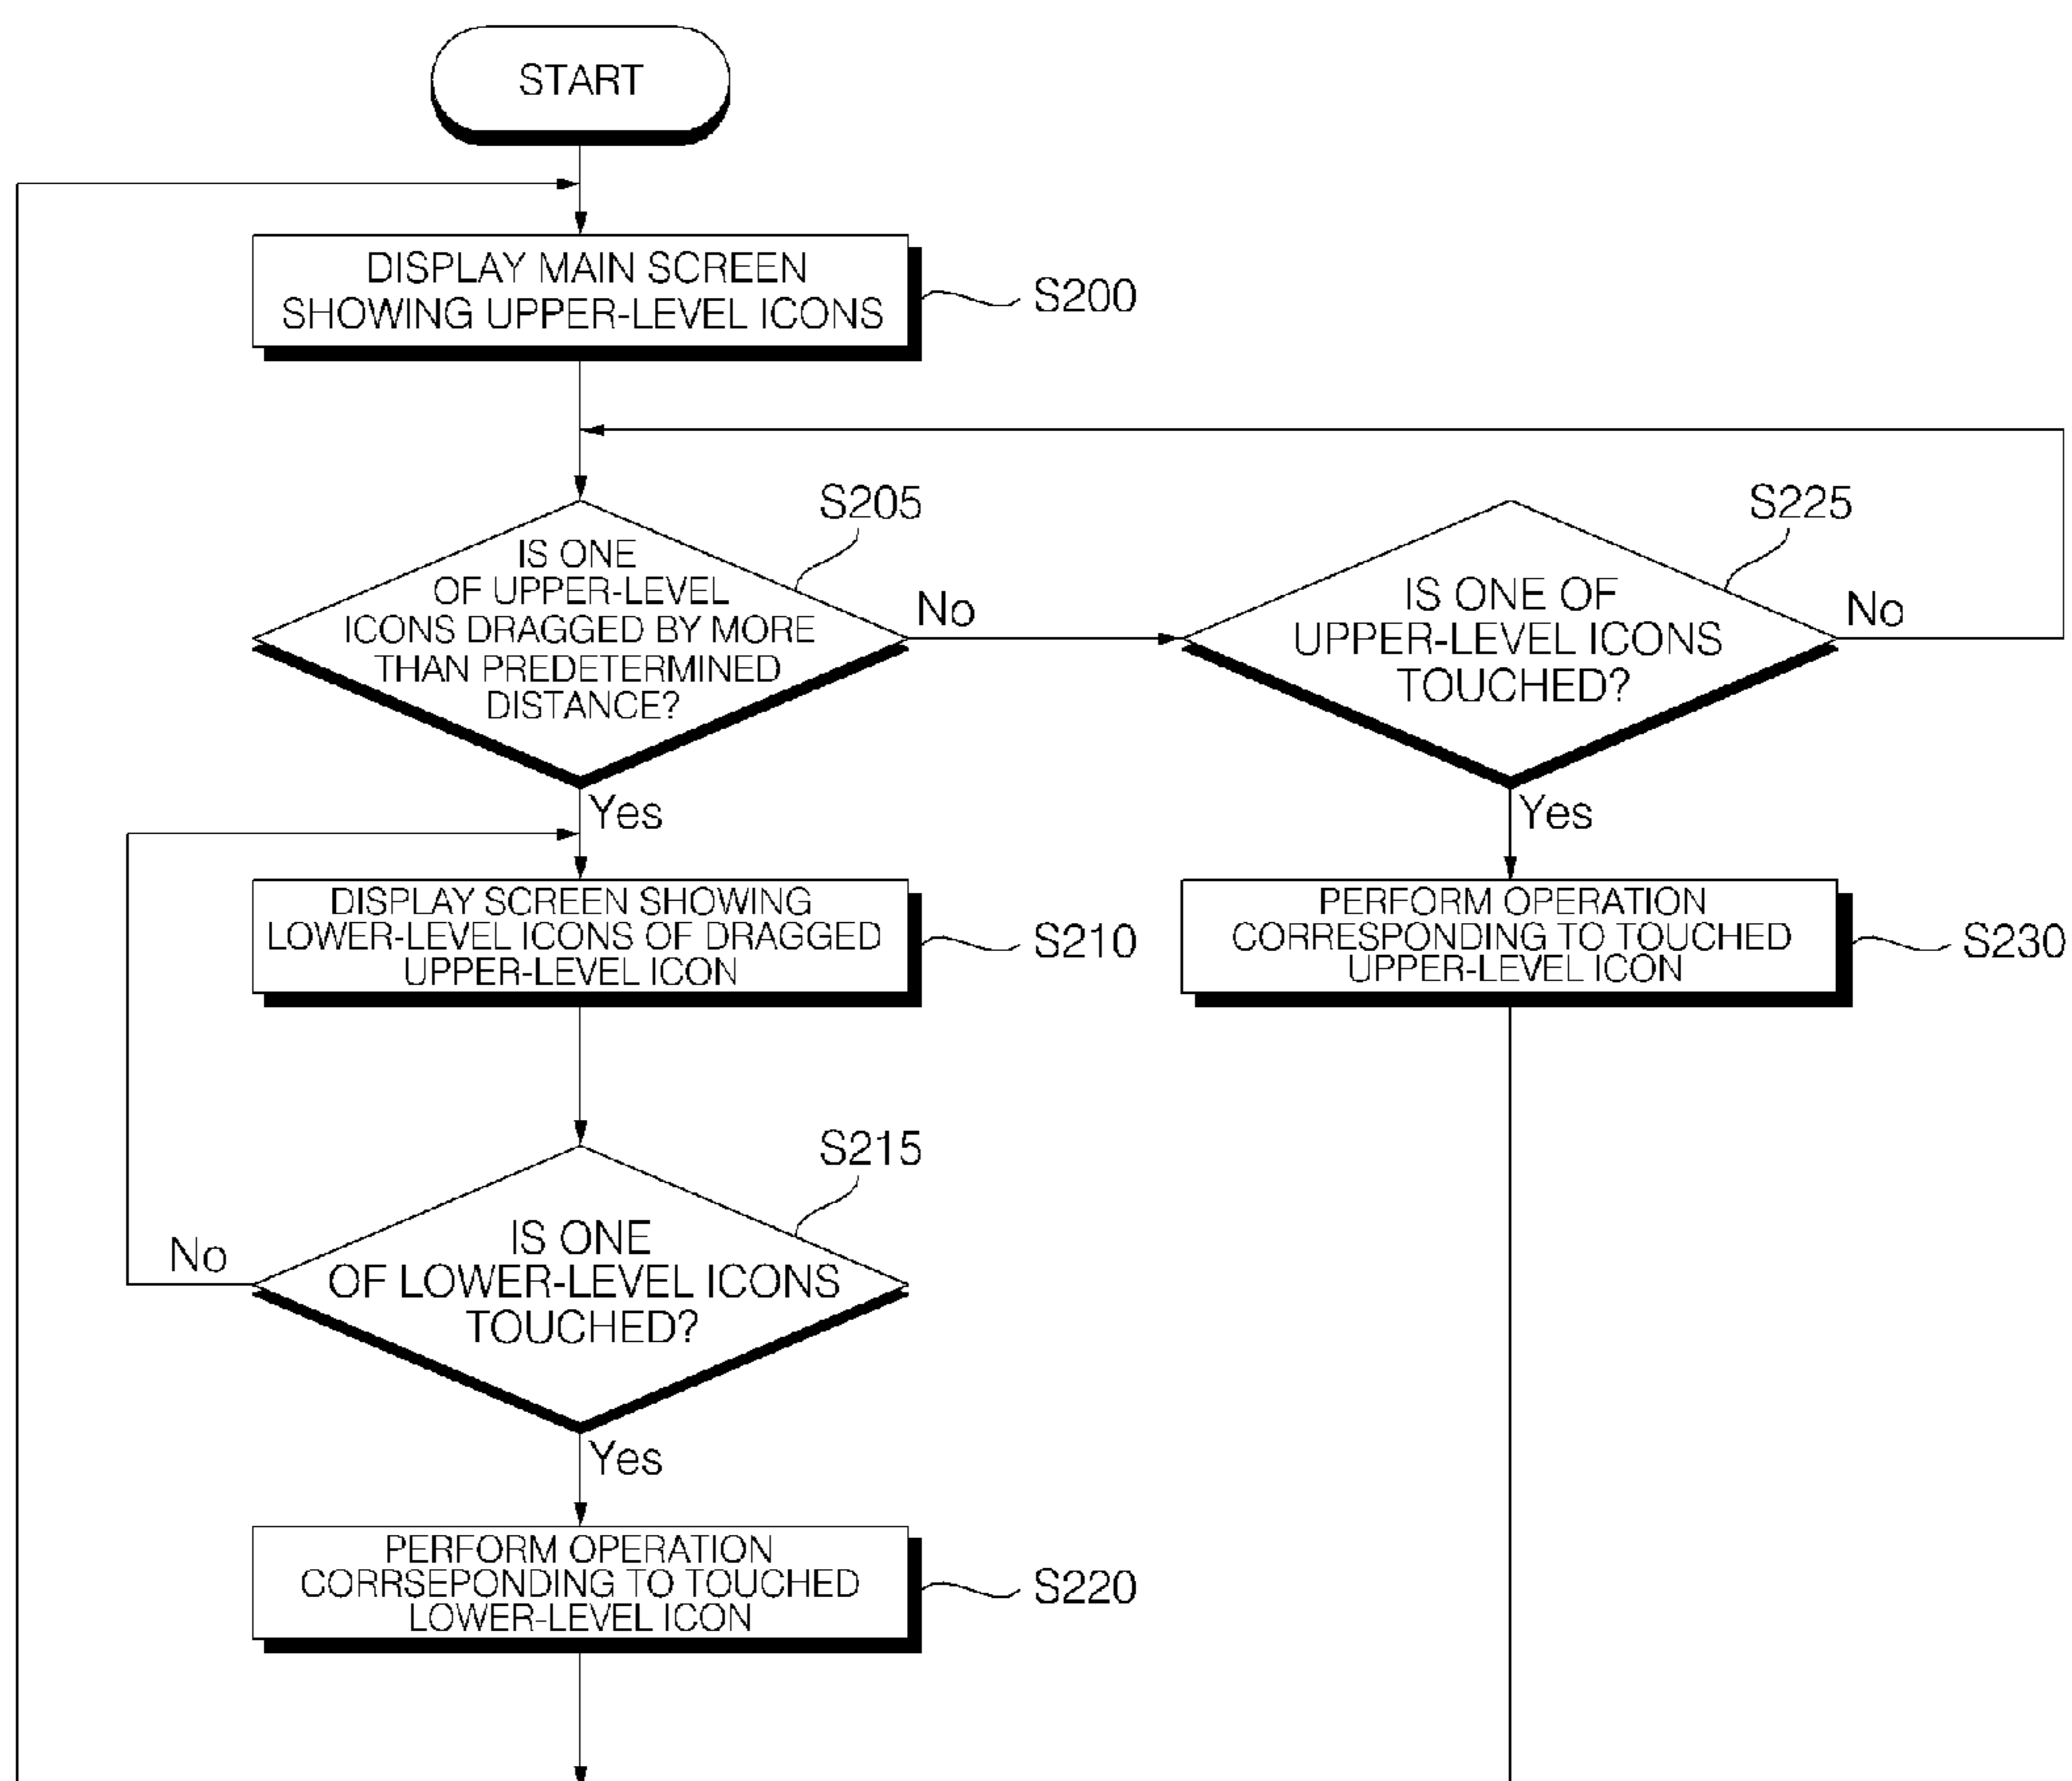 START
DISPLAY MAIN SCREEN
SHOWING UPPER-LEVEL ICONS
S200
S205
IS ONE
OF UPPER-LEVEL
ICONS DRAGGED BY MORE
THAN PREDETERMINED
DISTANCE?
No
Yes
S225
IS ONE OF
UPPER-LEVEL ICONS
TOUCHED?
No
Yes
DISPLAY SCREEN SHOWING
LOWER-LEVEL ICONS OF DRAGGED
UPPER-LEVEL ICON
S210
PERFORM OPERATION
CORRESPONDING TO TOUCHED
UPPER-LEVEL ICON
S230
S215
IS ONE
OF LOWER-LEVEL ICONS
TOUCHED?
No
Yes
PERFORM OPERATION
CORRSEPONDING TO TOUCHED
LOWER-LEVEL ICON
S220